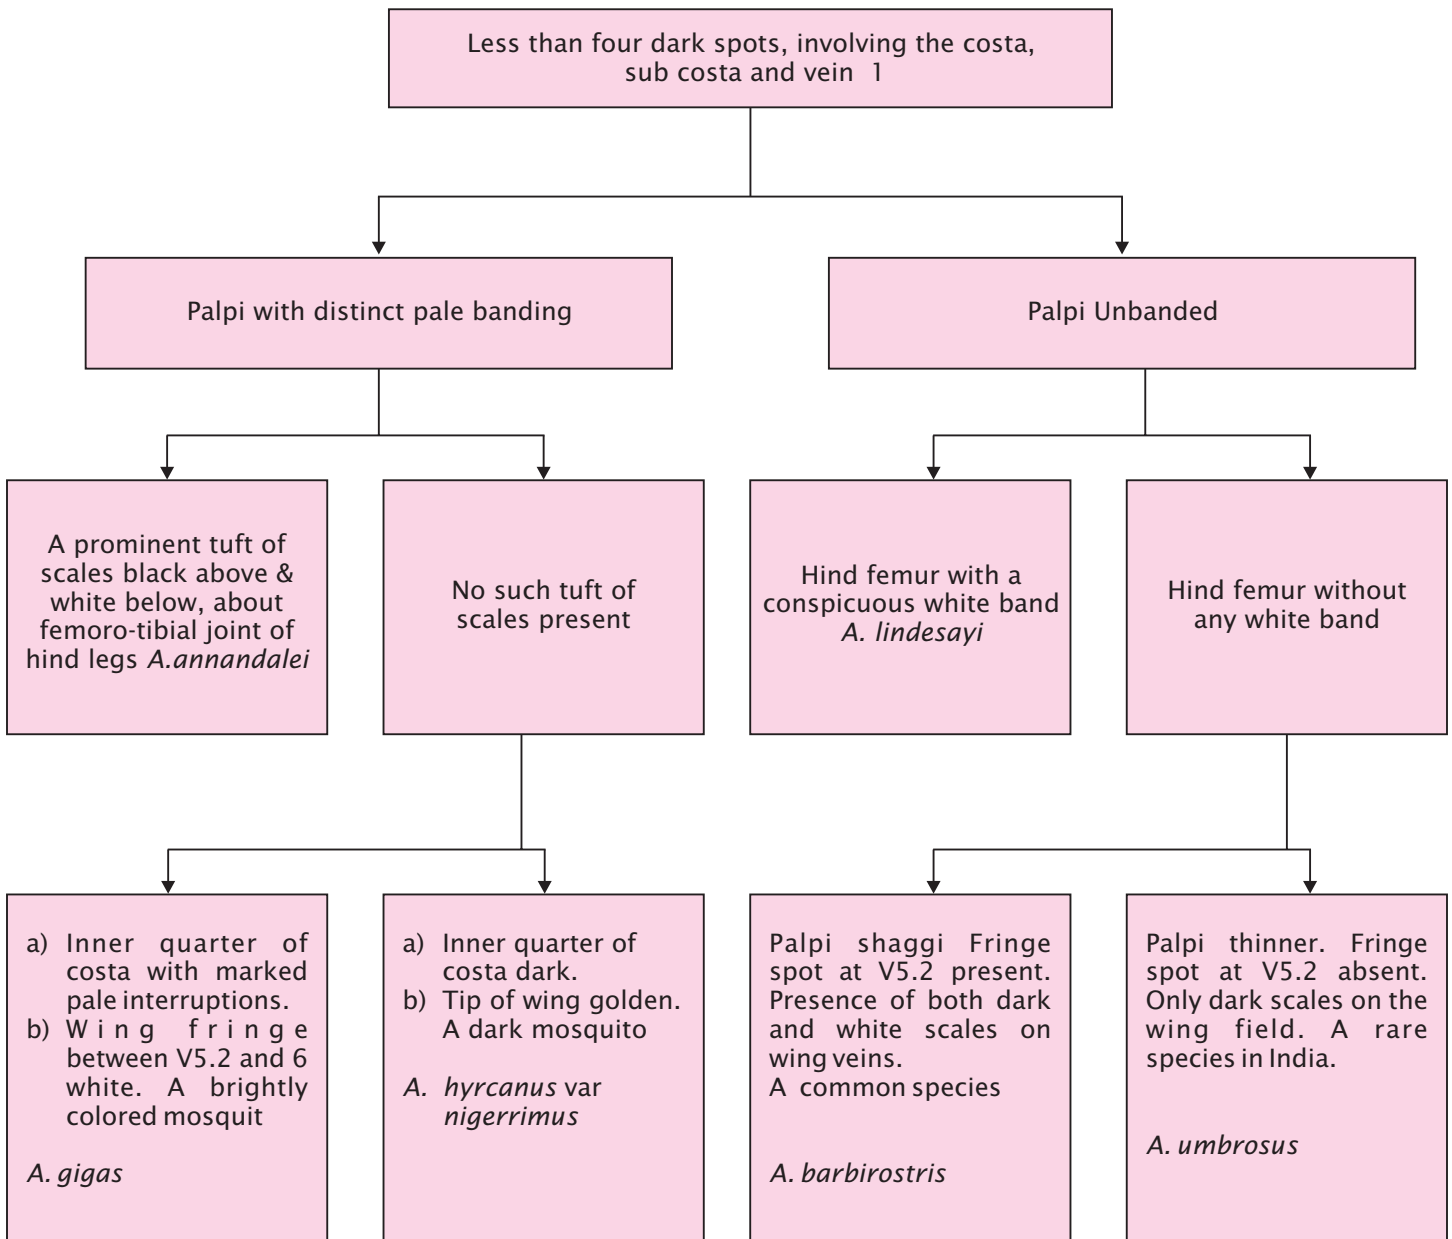 Less than four dark spots, involving the costa,
sub costa and vein 1
Palpi with distinct pale banding
Palpi Unbanded
A prominent tuft of
scales black above &
white below, about
femoro-tibial joint of
hind legs A.annandalei
No such tuft of
scales present
Hind femur with a
conspicuous white band
A. lindesayi
Hind femur without
any white band
a) Inner quarter of
costa with marked
pale interruptions.
b) Wing fringe
between V5.2 and 6
white. A brightly
colored mosquit
A. gigas
a) Inner quarter of
costa dark.
b) Tip of wing golden.
A dark mosquito
A. hyrcanus var
nigerrimus
Palpi shaggi Fringe
spot at V5.2 present.
Presence of both dark
and white scales on
wing veins.
A common species
A. barbirostris
Palpi thinner. Fringe
spot at V5.2 absent.
Only dark scales on the
wing field. A rare
species in India.
A. umbrosus